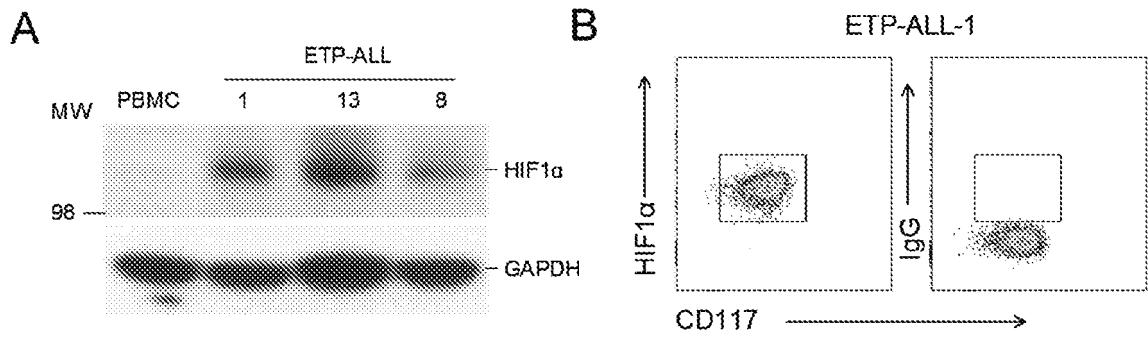 A
ETP-ALL
MW PBMC 1 13 8
HIF1α
98
GAPDH
B
ETP-ALL-1
HIF1α
IgG
CD117